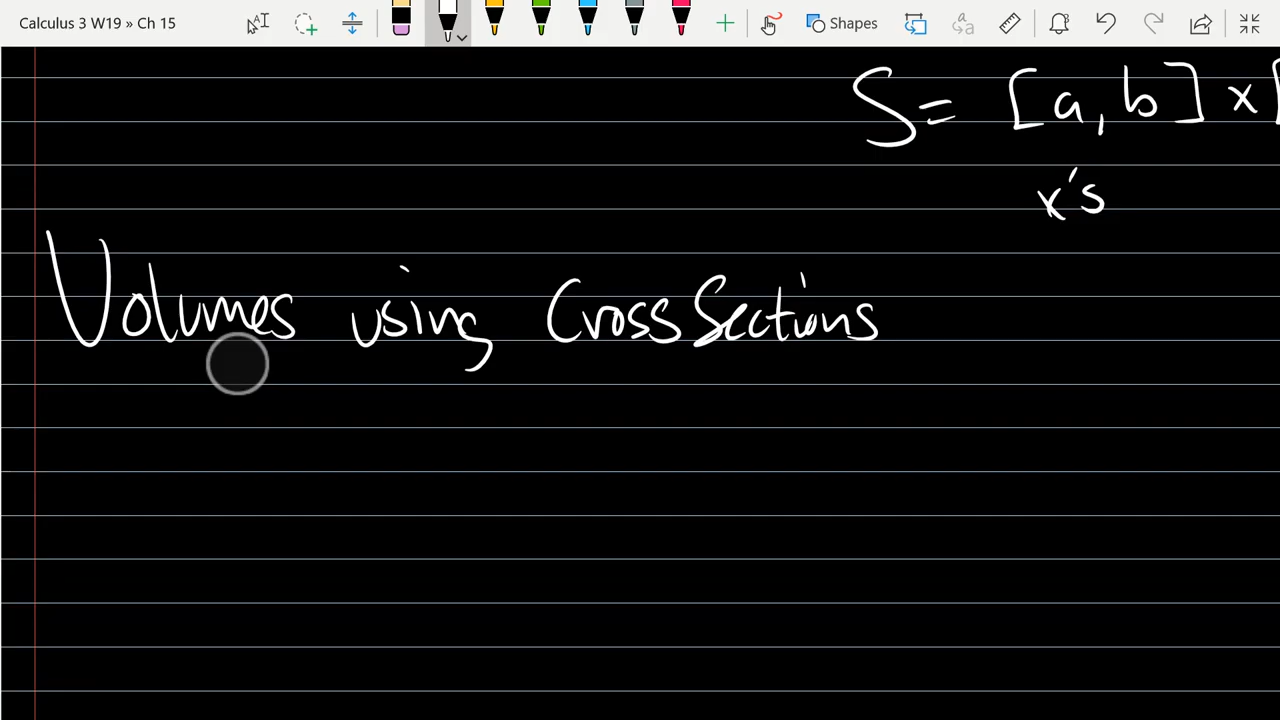 Calculus 3 W19 » Ch 15
Shapes
S = [a, b] × [
x's
Volumes using Cross Sections